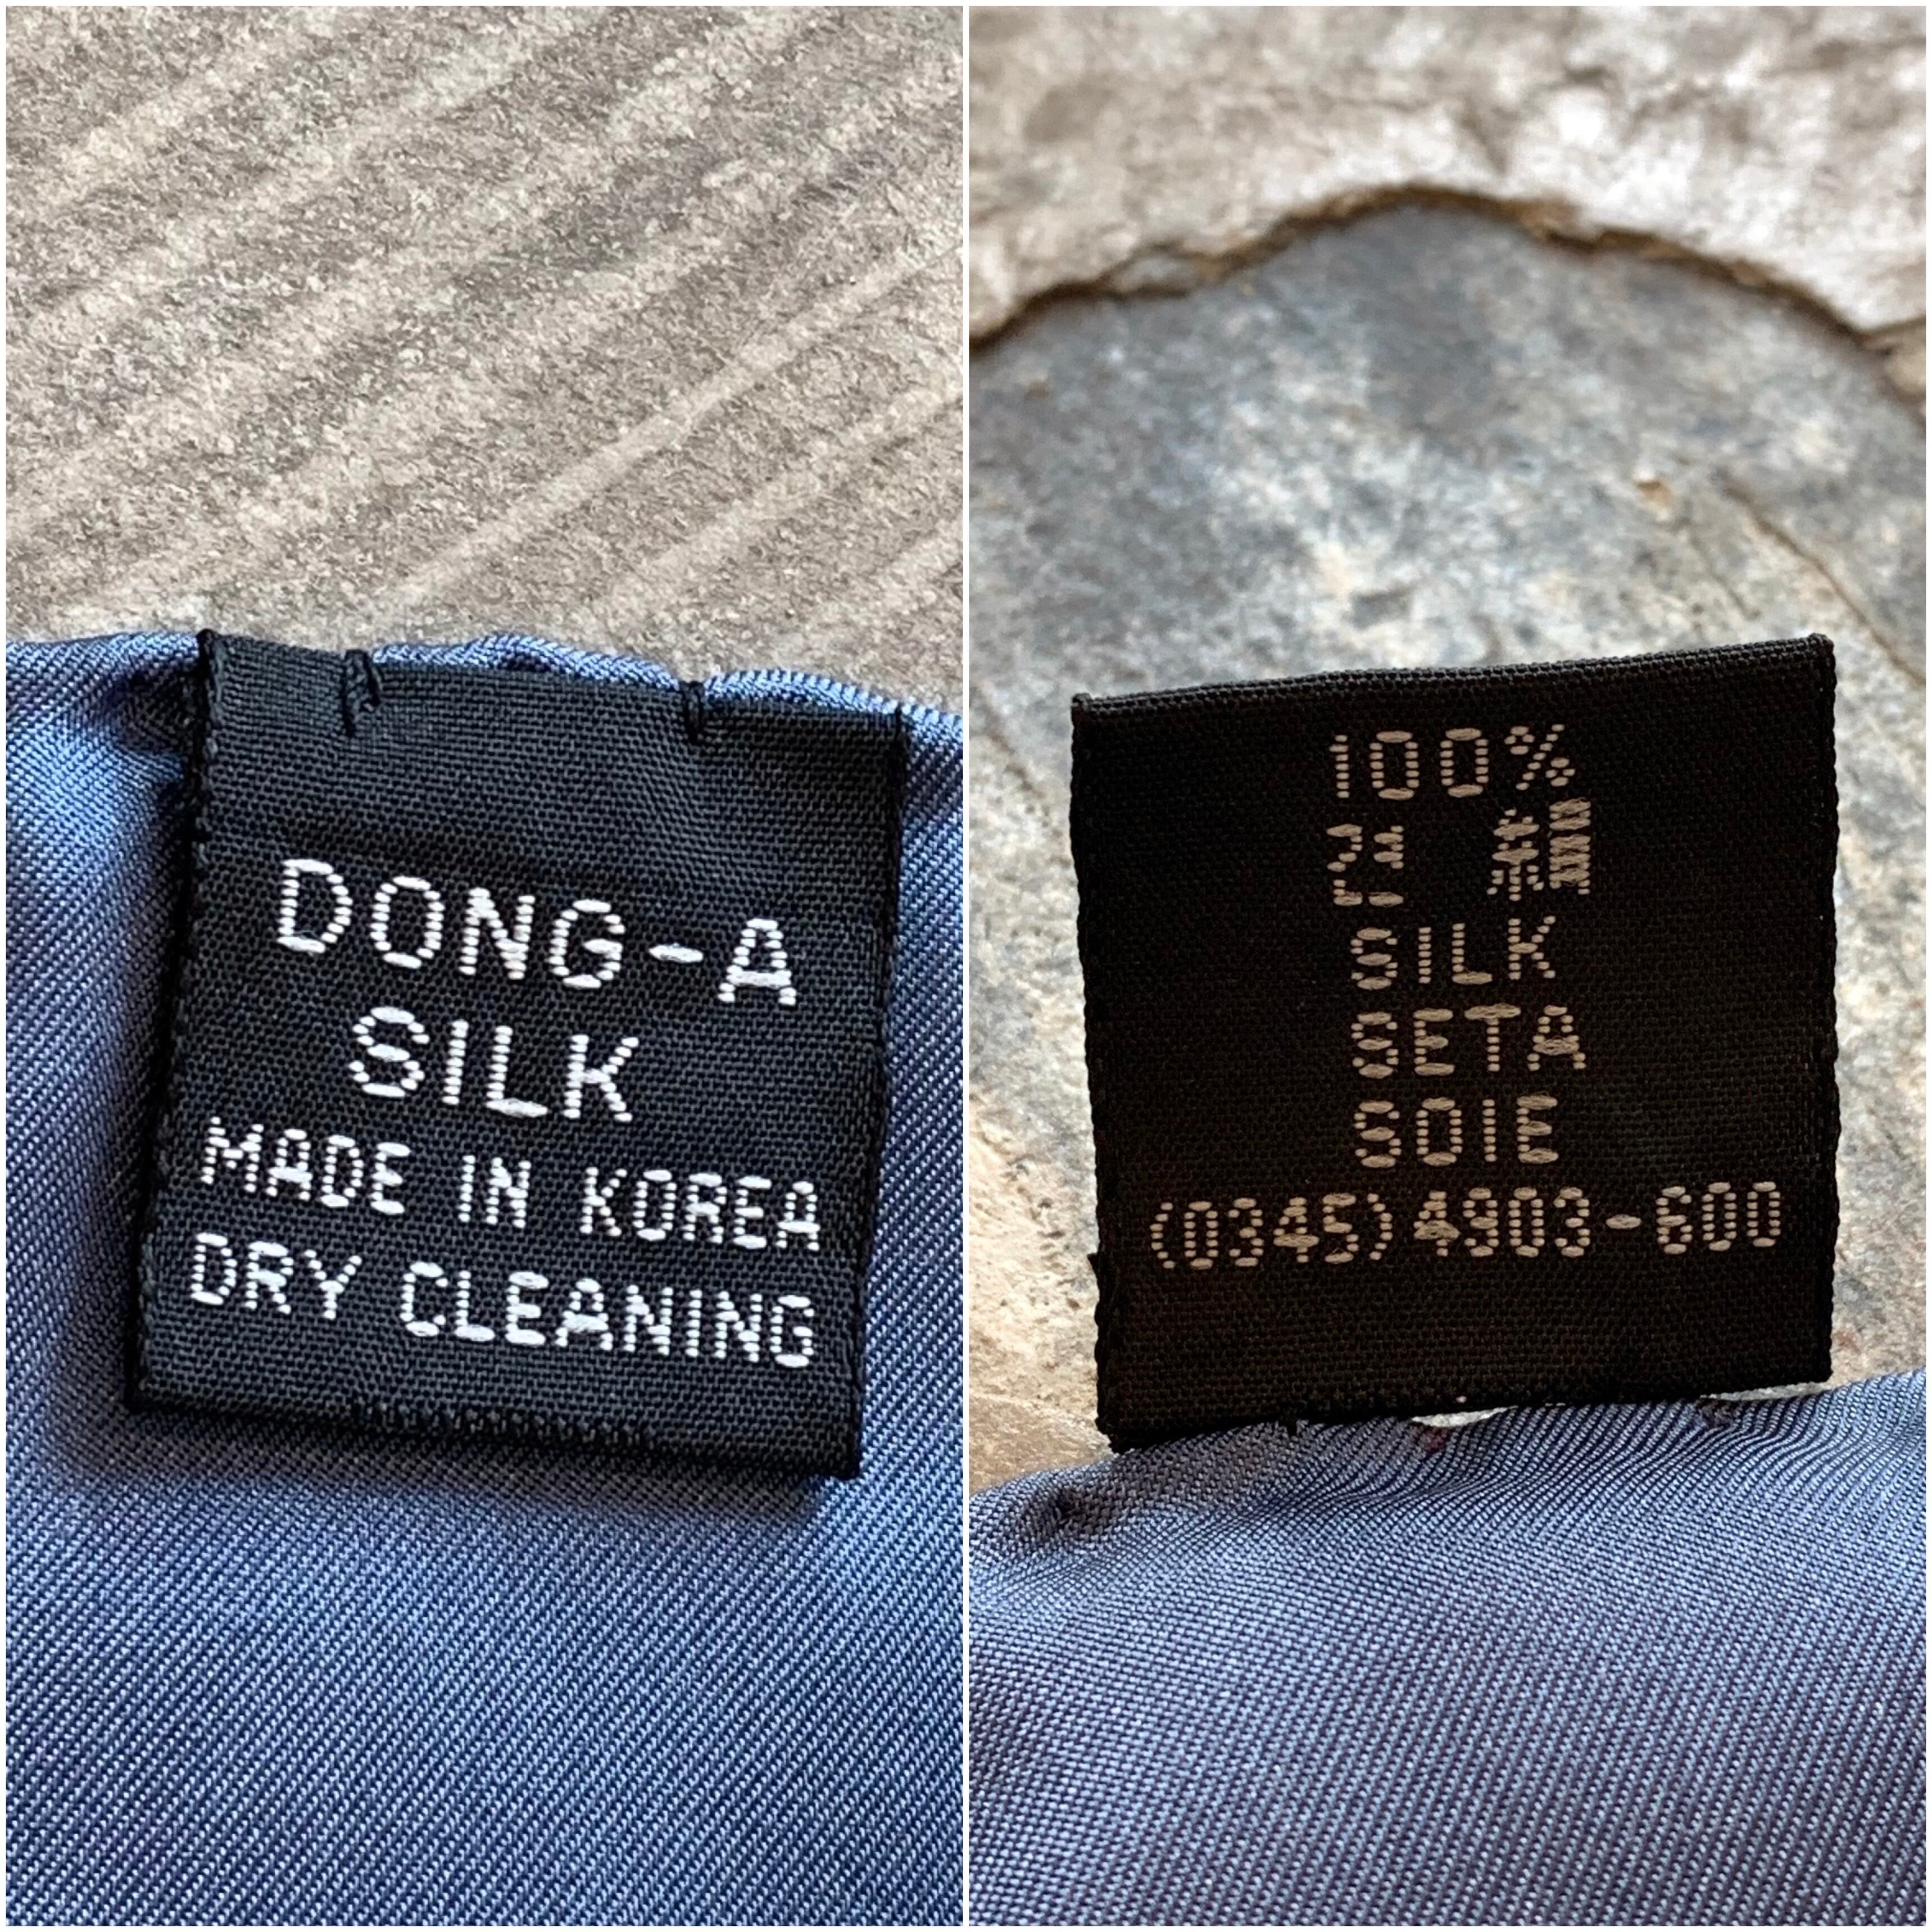 DONG-A
SILK
MADE IN KOREA
DRY CLEANING
100%
견 絹
SILK
SETA
SOIE
(0345)4903-600